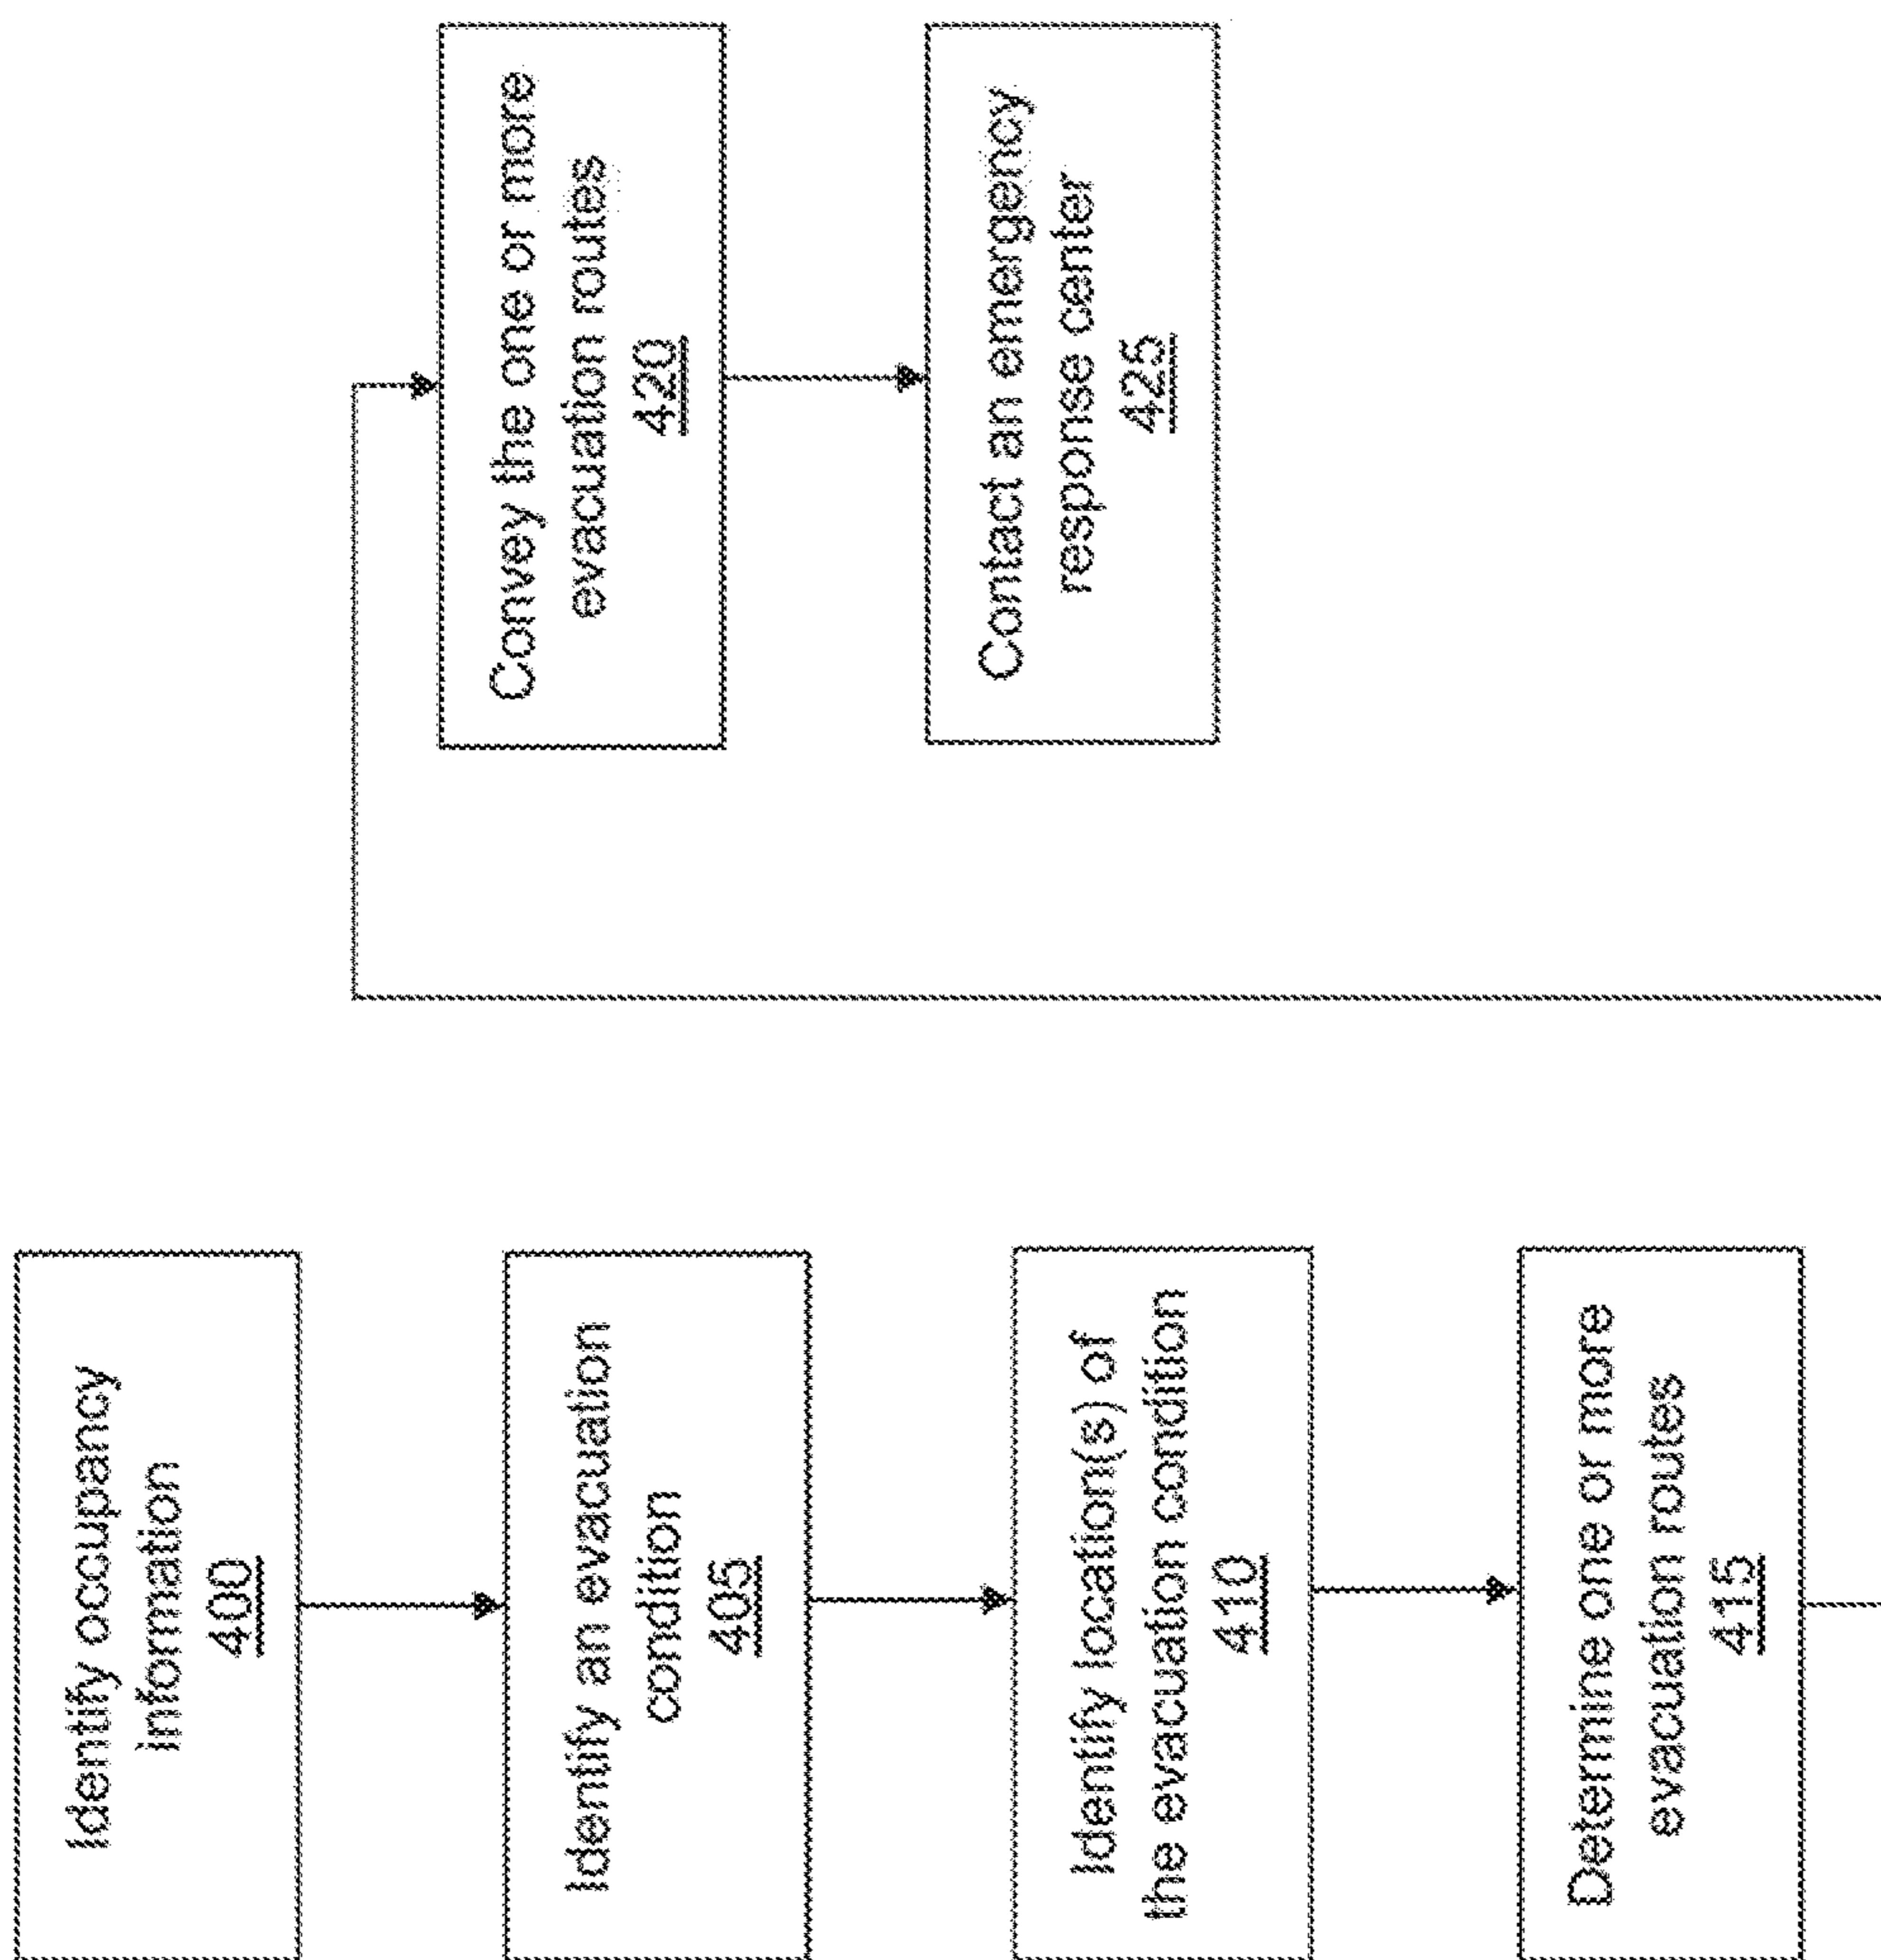 Identify occupancy
information
400
Identify an evacuation
condition
405
Identify location(s) of
the evacuation condition
410
Determine one or more
evacuation routes
415
Convey the one or more
evacuation routes
420
Contact an emergency
response center
425